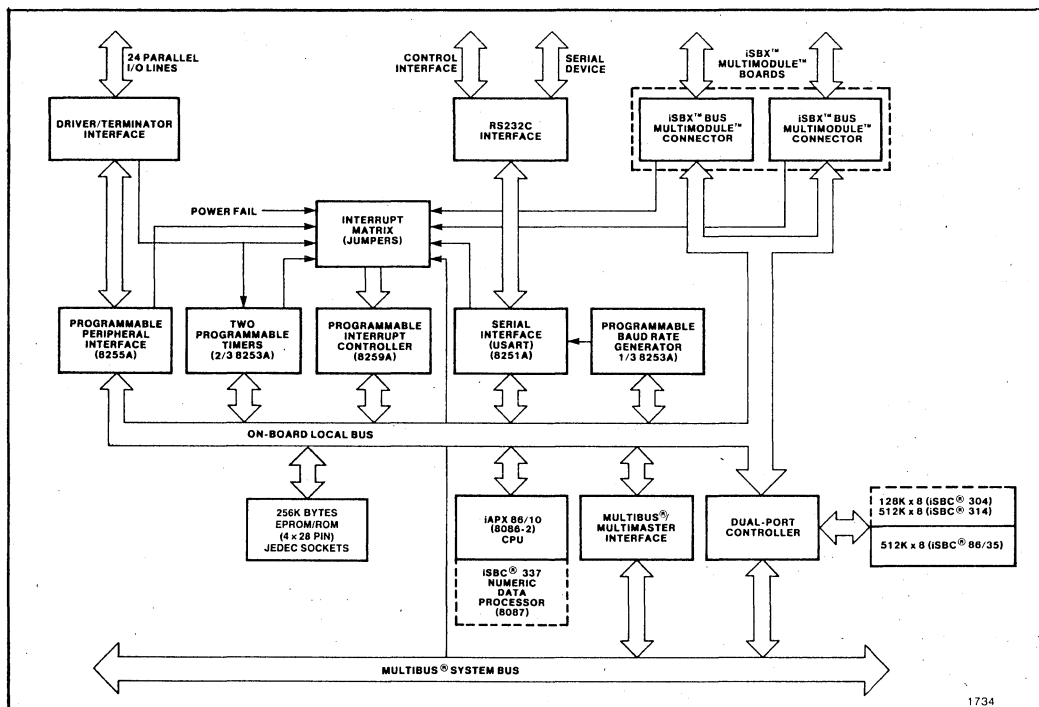 24 PARALLEL
I/O LINES
CONTROL
INTERFACE
SERIAL
DEVICE
iSBX™
MULTIMODULE™
BOARDS
DRIVER/TERMINATOR
INTERFACE
RS232C
INTERFACE
iSBX™ BUS
MULTIMODULE™
CONNECTOR
iSBX™ BUS
MULTIMODULE™
CONNECTOR
POWER FAIL
INTERRUPT
MATRIX
(JUMPERS)
PROGRAMMABLE
PERIPHERAL
INTERFACE
(8255A)
TWO
PROGRAMMABLE
TIMERS
(2/3 8253A)
PROGRAMMABLE
INTERRUPT
CONTROLLER
(8259A)
SERIAL
INTERFACE
(USART)
(8251A)
PROGRAMMABLE
BAUD RATE
GENERATOR
1/3 8253A)
ON-BOARD LOCAL BUS
256K BYTES
EPROM/ROM
(4 × 28 PIN)
JEDEC SOCKETS
iAPX 86/10
(8086-2)
CPU
iSBC® 337
NUMERIC
DATA
PROCESSOR
(8087)
MULTIBUS®/
MULTIMASTER
INTERFACE
DUAL-PORT
CONTROLLER
128K x 8 (iSBC® 304)
512K x 8 (iSBC® 314)
512K x 8 (iSBC® 86/35)
MULTIBUS® SYSTEM BUS
1734